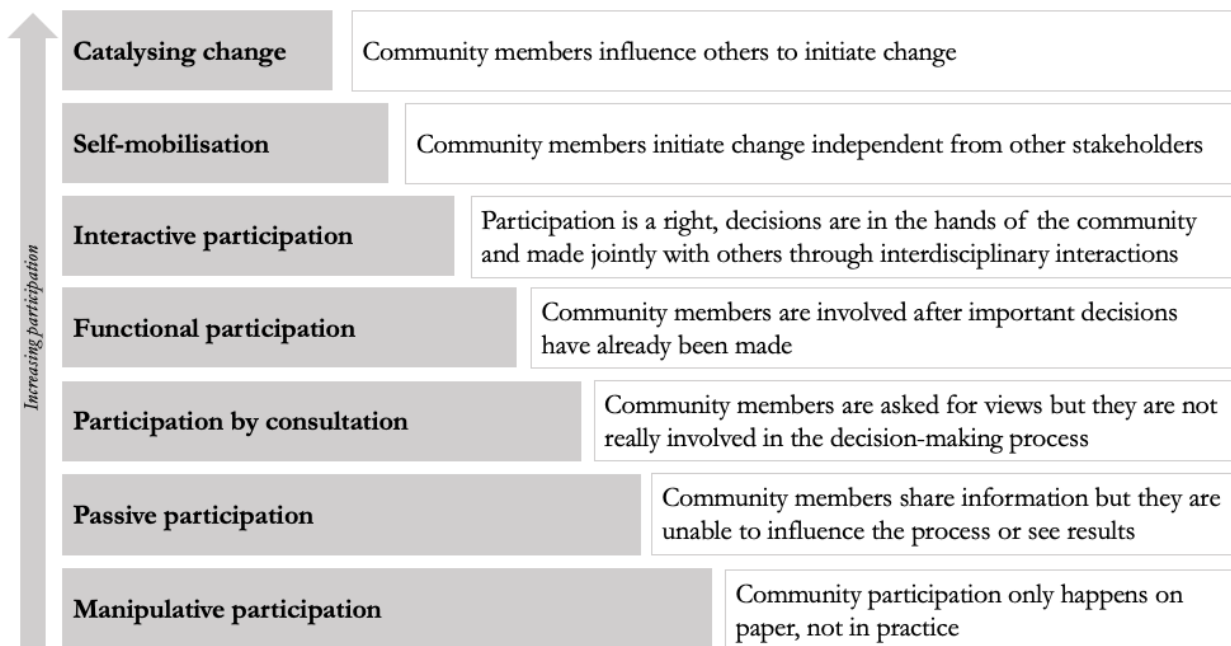 Catalysing change
Community members influence others to initiate change
Self-mobilisation
Community members initiate change independent from other stakeholders
Interactive participation
Participation is a right, decisions are in the hands of the community
and made jointly with others through interdisciplinary interactions
Functional participation
Community members are involved after important decisions
have already been made
Participation by consultation
Community members are asked for views but they are not
really involved in the decision-making process
Passive participation
Community members share information but they are
unable to influence the process or see results
Manipulative participation
Community participation only happens on
paper, not in practice
Increasing participation